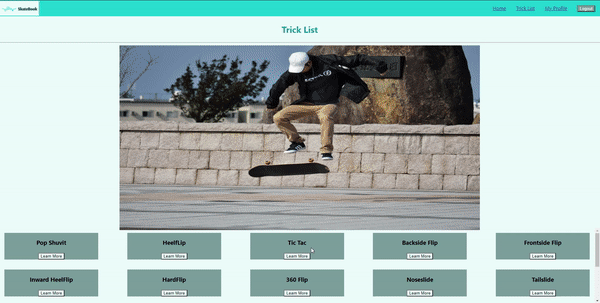 SkateBook
Home Trick List My Profile Logout
Trick List
Pop Shuvit HeelfLip Tic Tac Backside Flip Frontside Flip
Learn More Learn More Learn More Learn More Learn More
Inward HeelFlip HardFlip 360 Flip Noseslide Tailslide
Learn More Learn More Learn More Learn More Learn More